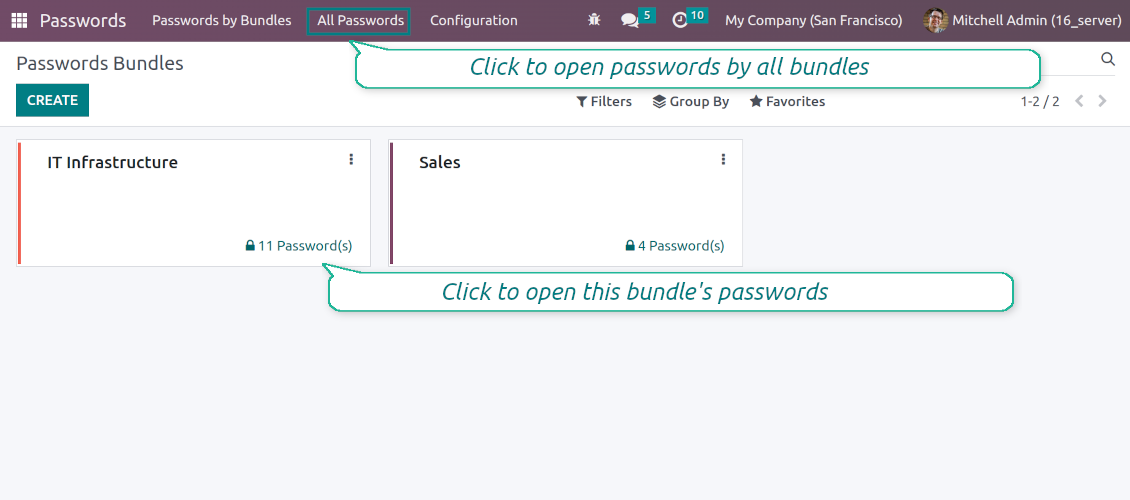 Passwords Passwords by Bundles All Passwords Configuration 5 10 My Company (San Francisco) Mitchell Admin (16_server)
Passwords Bundles
Click to open passwords by all bundles
CREATE
Filters Group By Favorites 1-2 / 2
IT Infrastructure
11 Password(s)
Sales
4 Password(s)
Click to open this bundle's passwords